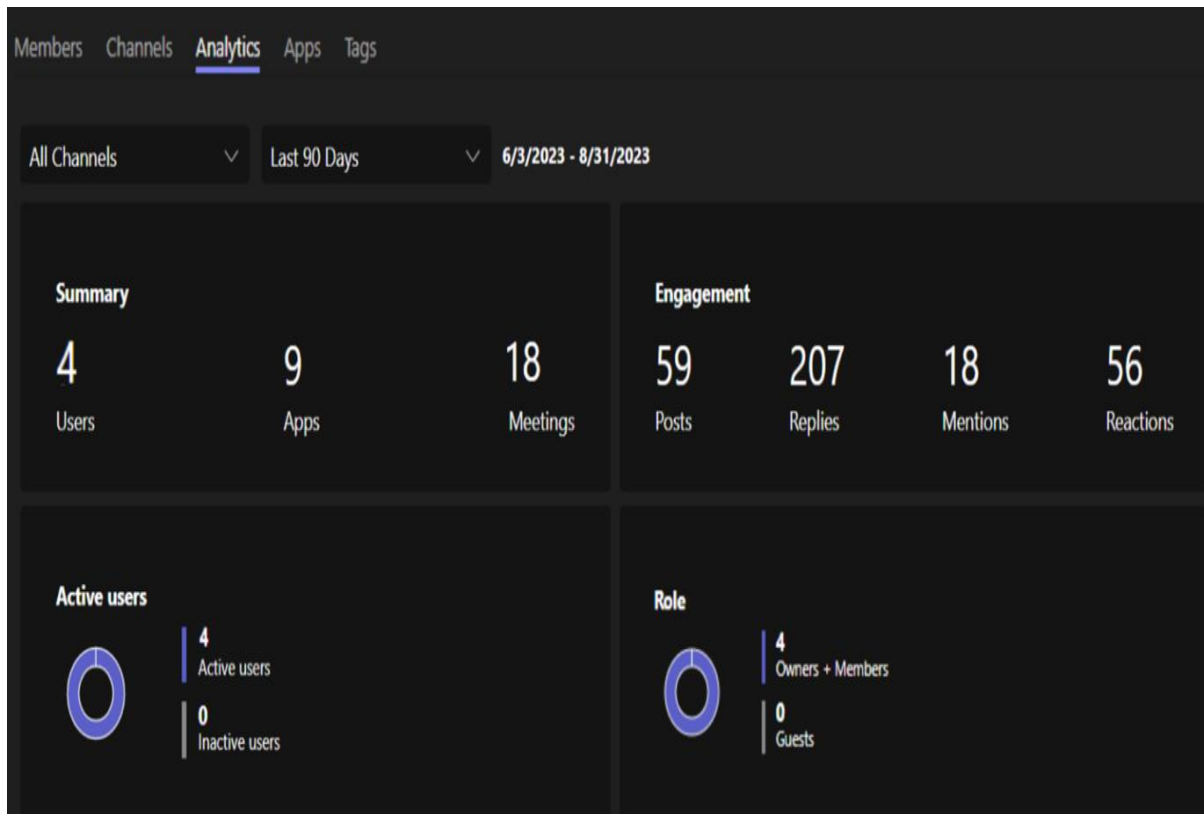 Members Channels Analytics Apps Tags
All Channels Last 90 Days 6/3/2023 - 8/31/2023
Summary
4 9 18
Users Apps Meetings
Engagement
59 207 18 56
Posts Replies Mentions Reactions
Active users
4
Active users
0
Inactive users
Role
4
Owners + Members
0
Guests